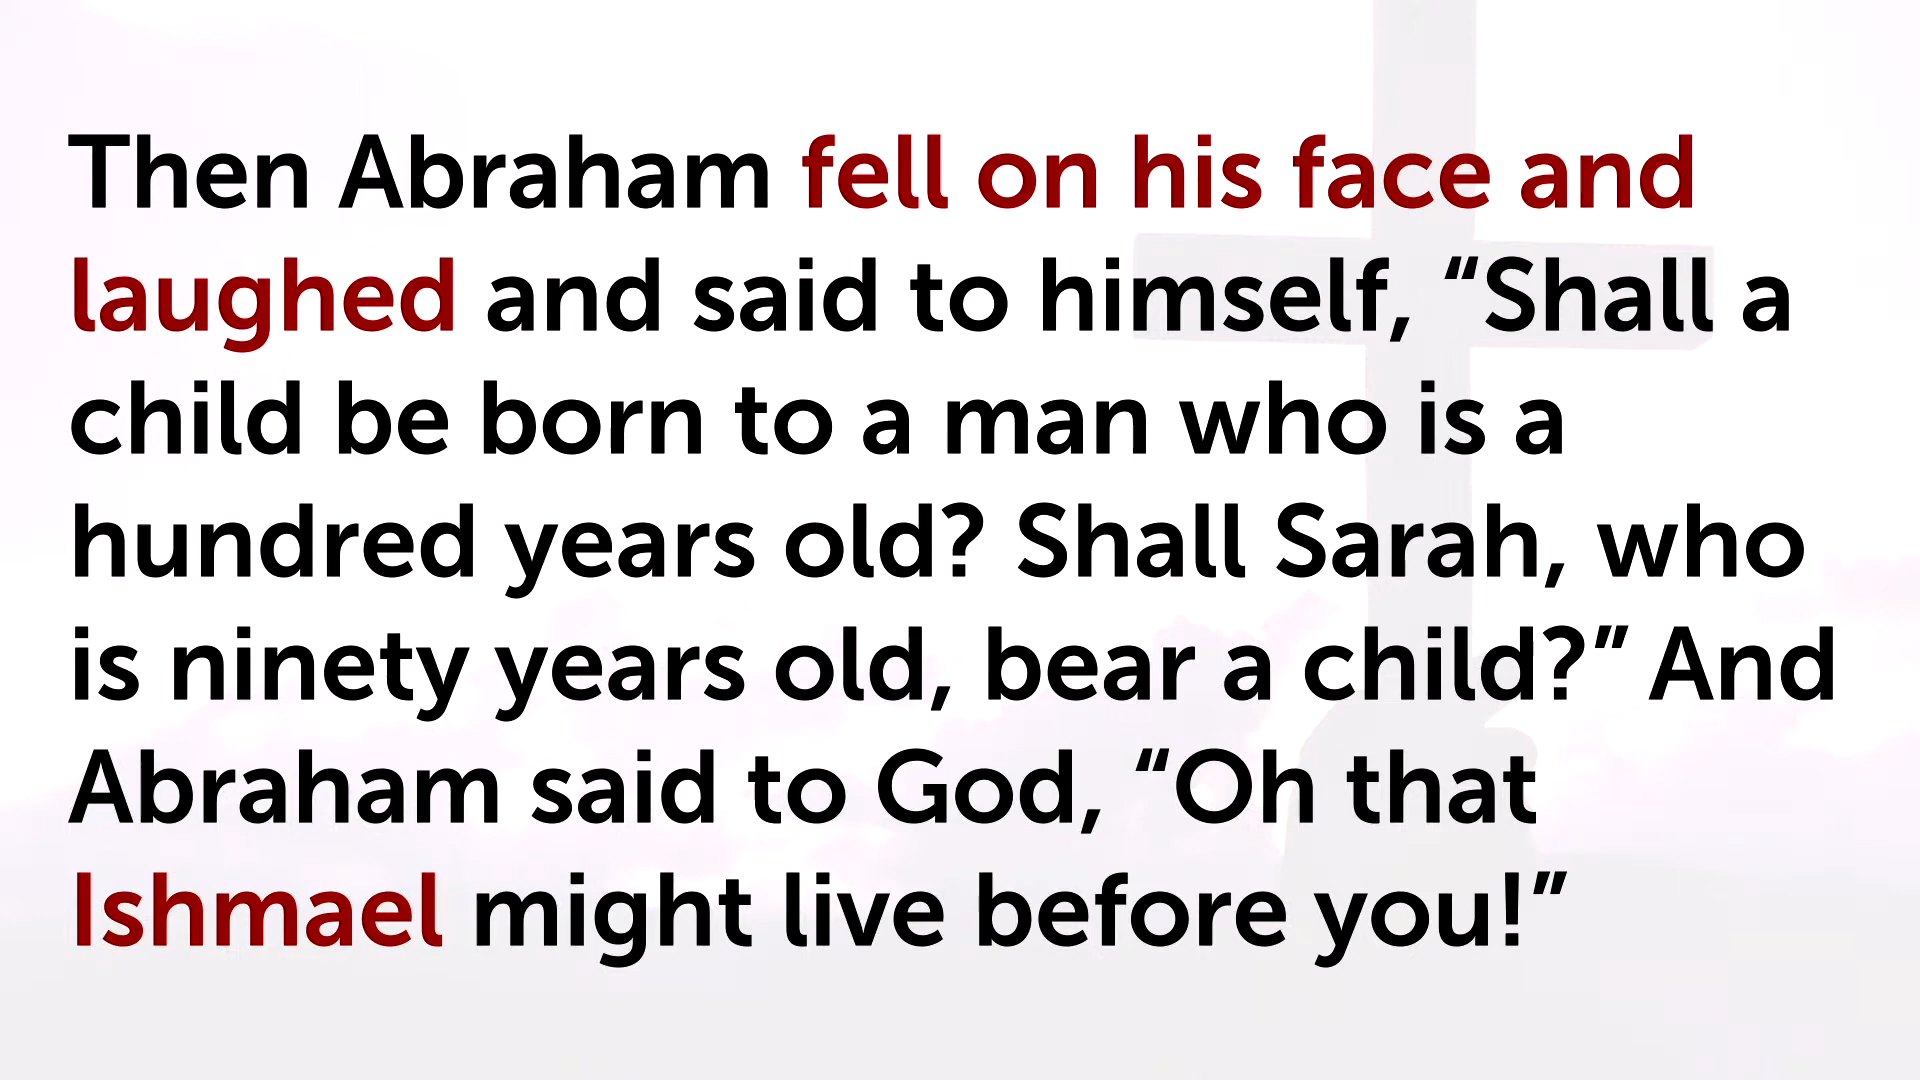 Then Abraham fell on his face and
laughed and said to himself, “Shall a
child be born to a man who is a
hundred years old? Shall Sarah, who
is ninety years old, bear a child?” And
Abraham said to God, “Oh that
Ishmael might live before you!”